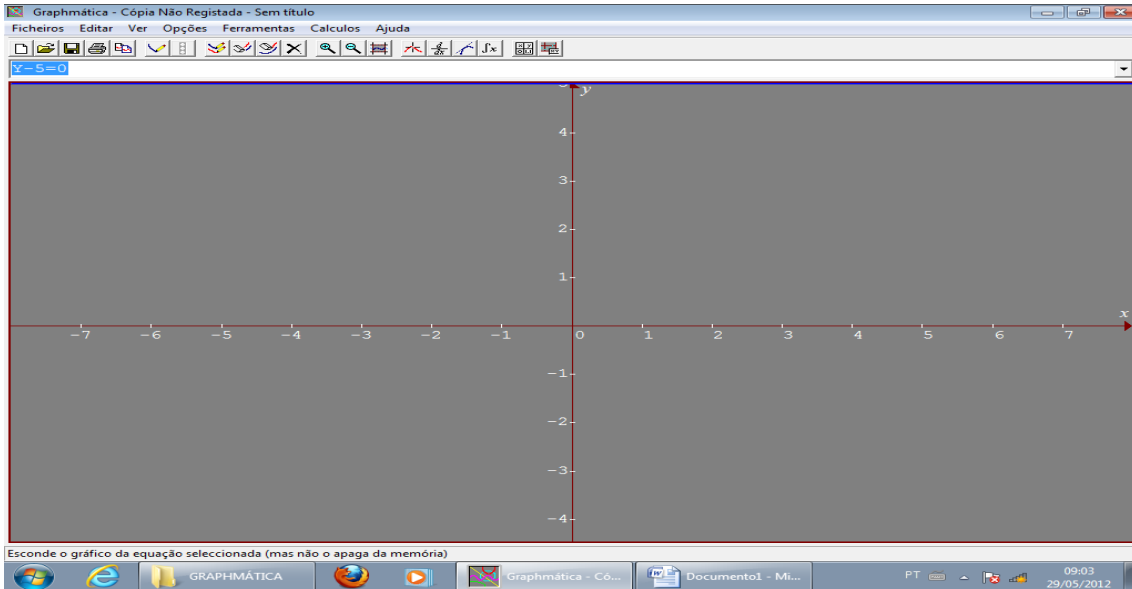 Graphmática - Cópia Não Registada - Sem título
Ficheiros Editar Ver Opções Ferramentas Calculos Ajuda
Y-5=0
y
4
3
2
1
x
-7 -6 -5 -4 -3 -2 -1 0 1 2 3 4 5 6 7
-1
-2
-3
-4
Esconde o gráfico da equação seleccionada (mas não o apaga da memória)
GRAPHMÁTICA Graphmática - Có... Documento1 - Mi... PT 09:03
29/05/2012